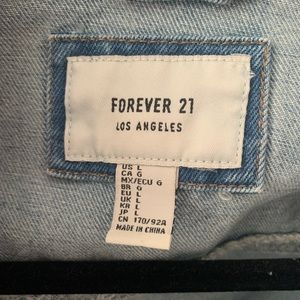 FOREVER 21
LOS ANGELES
US L
CA G
MX/ECU G
BR G
EU L
UK L
KR L
JP L
CN 170/92A
MADE IN CHINA